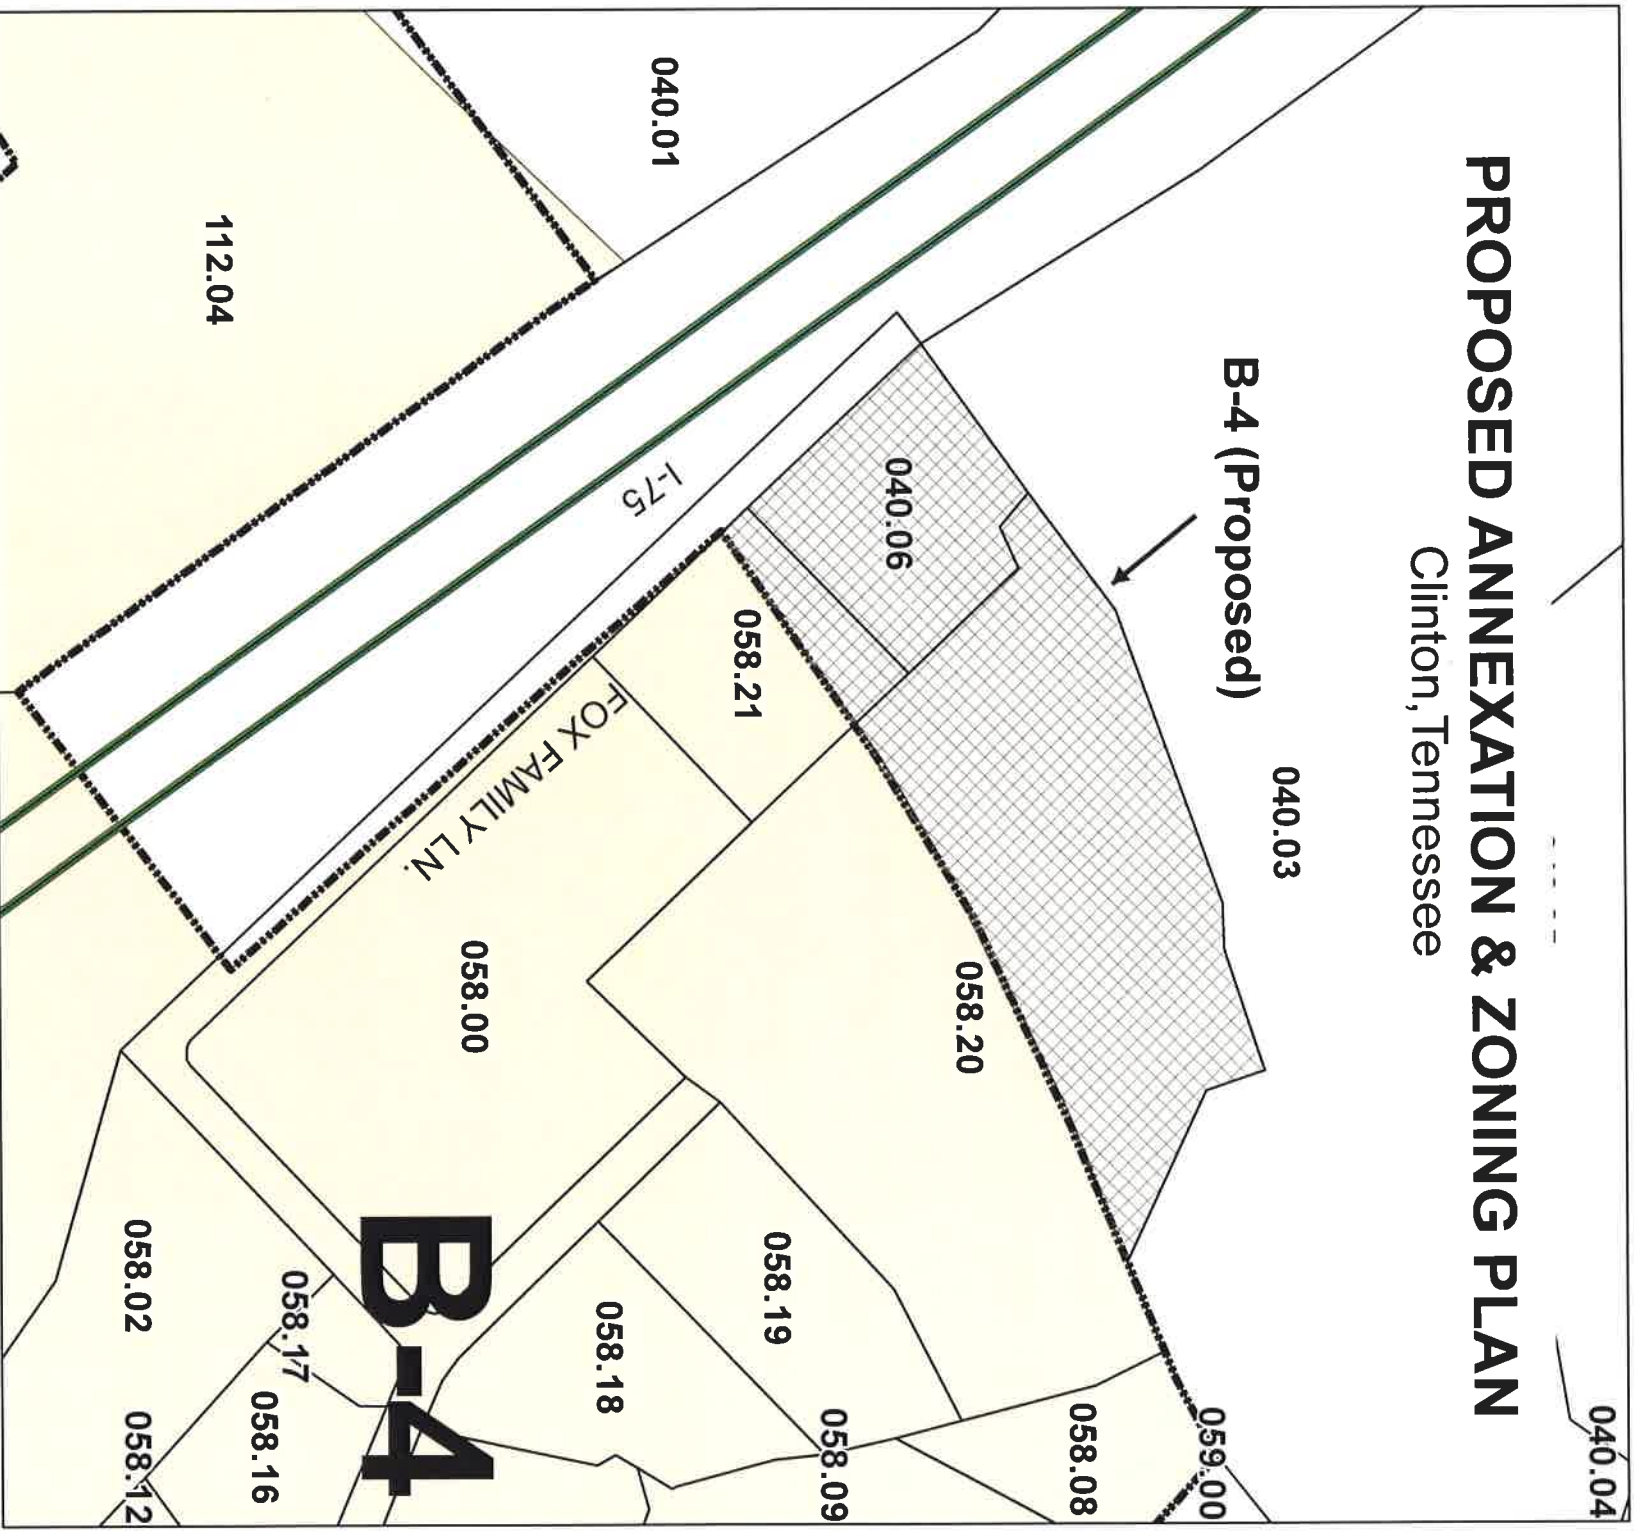 PROPOSED ANNEXATION & ZONING PLAN
Clinton, Tennessee
040.04
040.03
B-4 (Proposed)
059.00
058.08
040.06
058.20
058.09
058.21
058.19
040.01
I-75
FOX FAMILY LN.
058.18
058.00
B-4
058.17
058.16
112.04
058.02
058.12